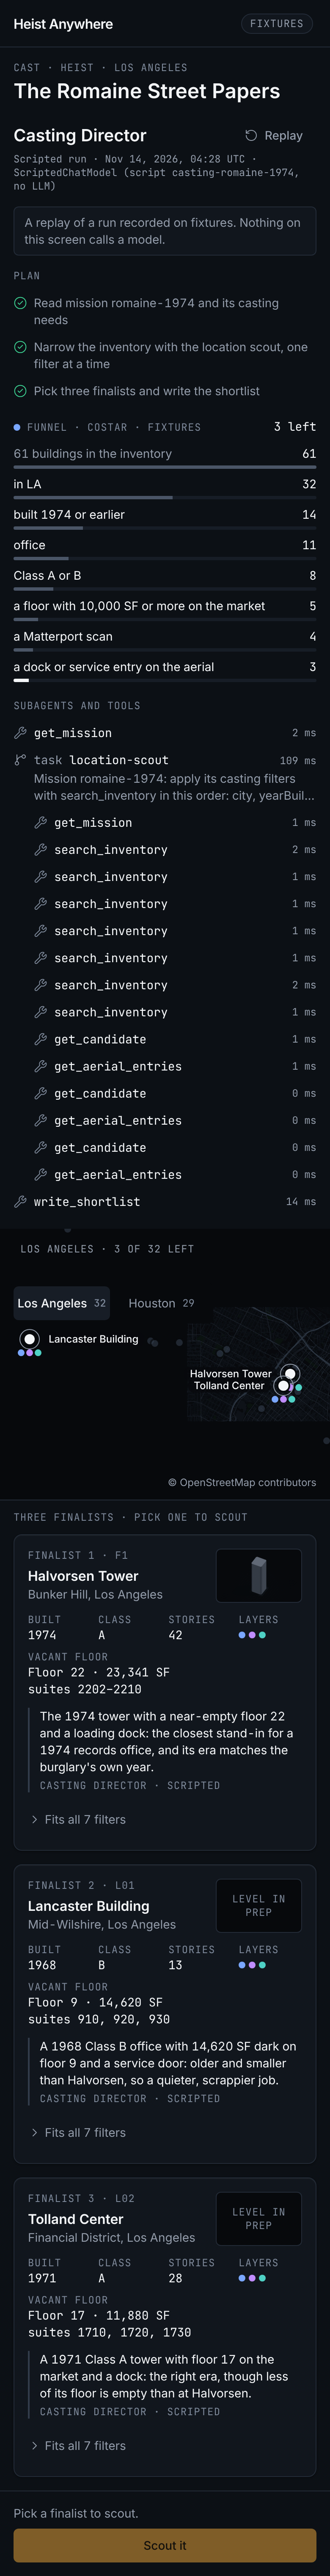 Heist Anywhere
FIXTURES
CAST · HEIST · LOS ANGELES
The Romaine Street Papers
Casting Director
Replay
Scripted run · Nov 14, 2026, 04:28 UTC ·
ScriptedChatModel (script casting-romaine-1974,
no LLM)
A replay of a run recorded on fixtures. Nothing on
this screen calls a model.
PLAN
Read mission romaine-1974 and its casting
needs
Narrow the inventory with the location scout, one
filter at a time
Pick three finalists and write the shortlist
FUNNEL · COSTAR · FIXTURES 3 left
61 buildings in the inventory 61
in LA 32
built 1974 or earlier 14
office 11
Class A or B 8
a floor with 10,000 SF or more on the market 5
a Matterport scan 4
a dock or service entry on the aerial 3
SUBAGENTS AND TOOLS
get_mission 2 ms
task location-scout 109 ms
Mission romaine-1974: apply its casting filters
with search_inventory in this order: city, yearBuil...
get_mission 1 ms
search_inventory 2 ms
search_inventory 1 ms
search_inventory 1 ms
search_inventory 1 ms
search_inventory 1 ms
search_inventory 2 ms
search_inventory 1 ms
get_candidate 1 ms
get_aerial_entries 1 ms
get_candidate 0 ms
get_aerial_entries 0 ms
get_candidate 0 ms
get_aerial_entries 0 ms
write_shortlist 14 ms
LOS ANGELES · 3 OF 32 LEFT
Los Angeles 32
Houston 29
Lancaster Building
Halvorsen Tower
Tolland Center
© OpenStreetMap contributors
THREE FINALISTS · PICK ONE TO SCOUT
FINALIST 1 · F1
Halvorsen Tower
Bunker Hill, Los Angeles
BUILT CLASS STORIES LAYERS
1974 A 42
VACANT FLOOR
Floor 22 · 23,341 SF
suites 2202–2210
The 1974 tower with a near-empty floor 22
and a loading dock: the closest stand-in for a
1974 records office, and its era matches the
burglary's own year.
CASTING DIRECTOR · SCRIPTED
Fits all 7 filters
FINALIST 2 · L01
Lancaster Building
Mid-Wilshire, Los Angeles
LEVEL IN
PREP
BUILT CLASS STORIES LAYERS
1968 B 13
VACANT FLOOR
Floor 9 · 14,620 SF
suites 910, 920, 930
A 1968 Class B office with 14,620 SF dark on
floor 9 and a service door: older and smaller
than Halvorsen, so a quieter, scrappier job.
CASTING DIRECTOR · SCRIPTED
Fits all 7 filters
FINALIST 3 · L02
Tolland Center
Financial District, Los Angeles
LEVEL IN
PREP
BUILT CLASS STORIES LAYERS
1971 A 28
VACANT FLOOR
Floor 17 · 11,880 SF
suites 1710, 1720, 1730
A 1971 Class A tower with floor 17 on the
market and a dock: the right era, though less
of its floor is empty than at Halvorsen.
CASTING DIRECTOR · SCRIPTED
Fits all 7 filters
Pick a finalist to scout.
Scout it